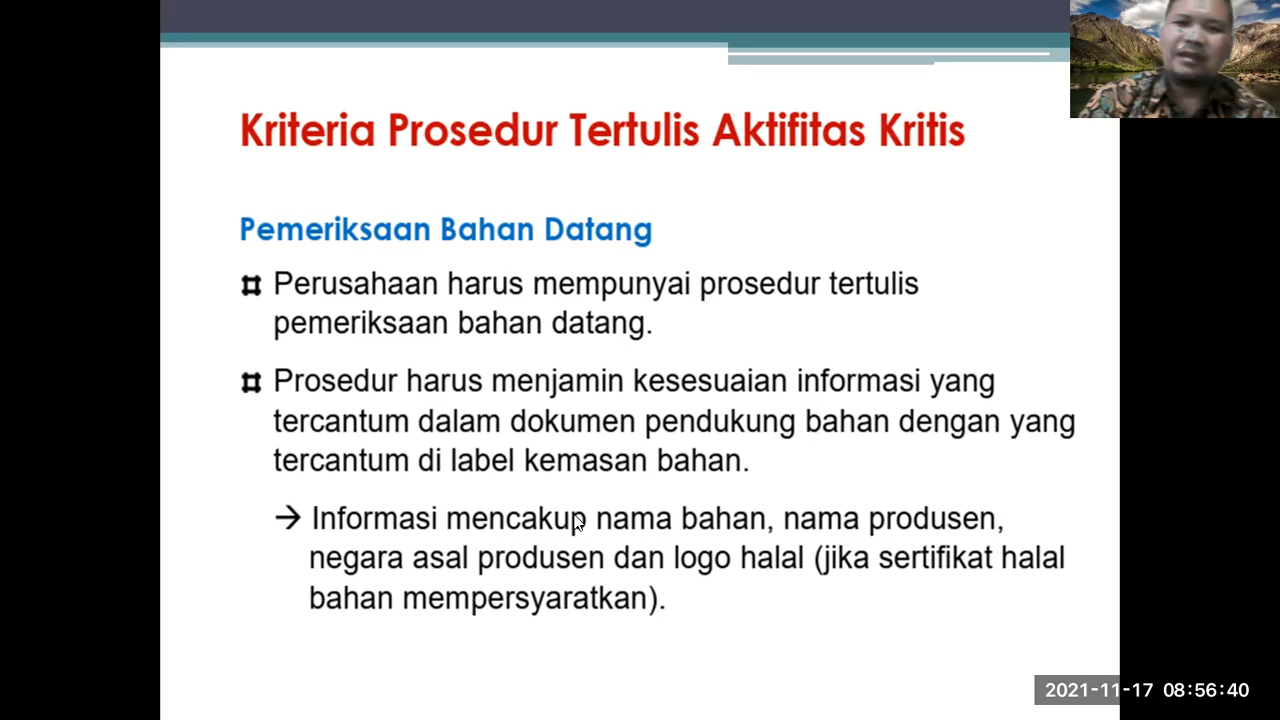 Kriteria Prosedur Tertulis Aktifitas Kritis
Pemeriksaan Bahan Datang
Perusahaan harus mempunyai prosedur tertulis
pemeriksaan bahan datang.
Prosedur harus menjamin kesesuaian informasi yang
tercantum dalam dokumen pendukung bahan dengan yang
tercantum di label kemasan bahan.
→ Informasi mencakup nama bahan, nama produsen,
negara asal produsen dan logo halal (jika sertifikat halal
bahan mempersyaratkan).
2021-11-17 08:56:40